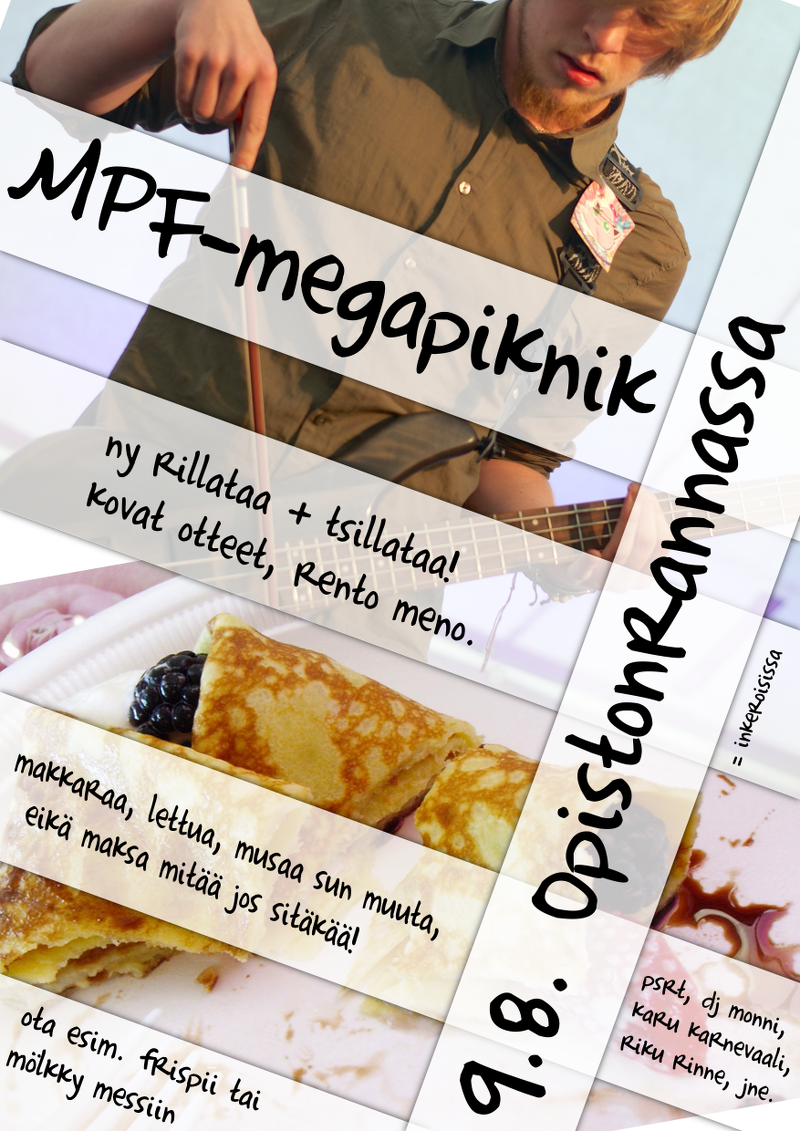 MPF-megapiknik
ny rillataa + tsillataa!
kovat otteet, rento meno.
9.8. Opistonrannassa
= inkeroisissa
makkaraa, lettua, musaa sun muuta,
eikä maksa mitää jos sitäkää!
psrt, dj monni,
karu karnevaali,
riku rinne, jne.
ota esim. frispii tai
mölkky messiin